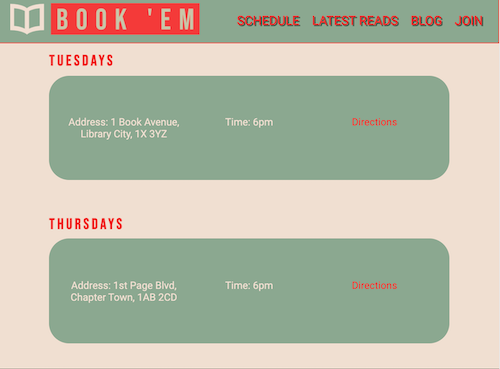 BOOK 'EM
SCHEDULE LATEST READS BLOG JOIN
TUESDAYS
Address: 1 Book Avenue,
Library City, 1X 3YZ
Time: 6pm
Directions
THURSDAYS
Address: 1st Page Blvd,
Chapter Town, 1AB 2CD
Time: 6pm
Directions